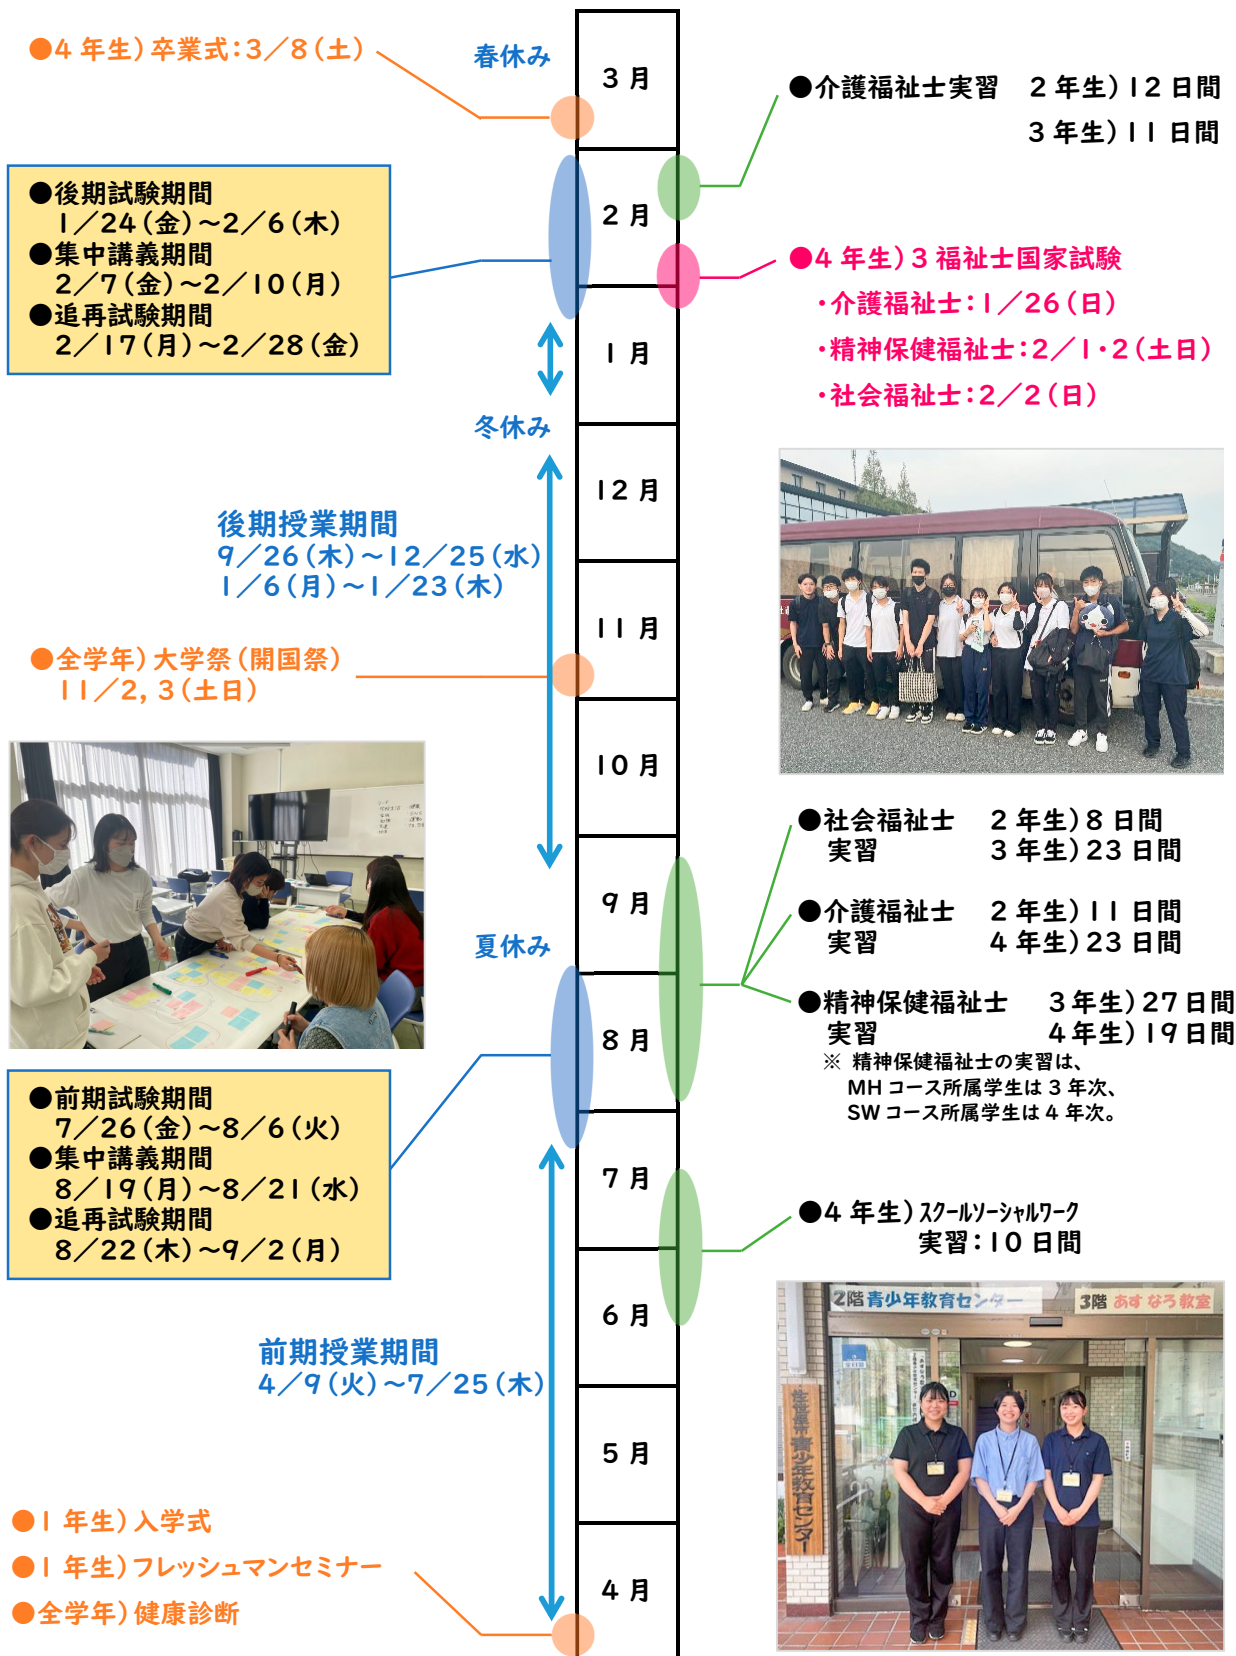 ●4年生）卒業式：3／8（土）
春休み
3月
●介護福祉士実習　2年生）12日間
3年生）11日間
●後期試験期間
1／24（金）～2／6（木）
●集中講義期間
2／7（金）～2／10（月）
●追再試験期間
2／17（月）～2／28（金）
2月
●4年生）3福祉士国家試験
・介護福祉士：1／26（日）
・精神保健福祉士：2／1・2（土日）
・社会福祉士：2／2（日）
1月
冬休み
12月
後期授業期間
9／26（木）～12／25（水）
1／6（月）～1／23（木）
11月
●全学年）大学祭（開国祭）
11／2，3（土日）
10月
●社会福祉士　2年生）8日間
実習　3年生）23日間
9月
●介護福祉士　2年生）11日間
実習　4年生）23日間
夏休み
●精神保健福祉士　3年生）27日間
実習　4年生）19日間
※ 精神保健福祉士の実習は、
MHコース所属学生は3年次、
SWコース所属学生は4年次。
8月
●前期試験期間
7／26（金）～8／6（火）
●集中講義期間
8／19（月）～8／21（水）
●追再試験期間
8／22（木）～9／2（月）
7月
●4年生）スクールソーシャルワーク
実習：10日間
6月
2階 青少年教育センター
3階 あすなろ教室
佐世保市 青少年教育センター
前期授業期間
4／9（火）～7／25（木）
5月
●1年生）入学式
●1年生）フレッシュマンセミナー
●全学年）健康診断
4月